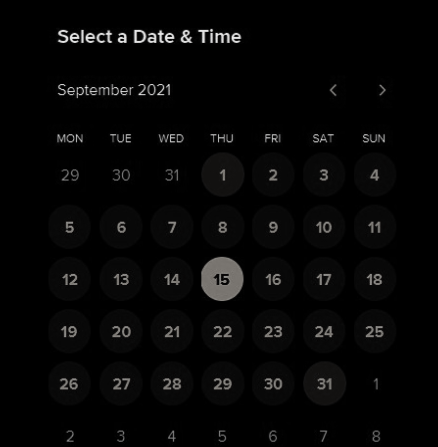 Select a Date & Time
September 2021
MON TUE WED THU FRI SAT SUN
29 30 31 1 2 3 4
5 6 7 8 9 10 11
12 13 14 15 16 17 18
19 20 21 22 23 24 25
26 27 28 29 30 31 1
2 3 4 5 6 7 8